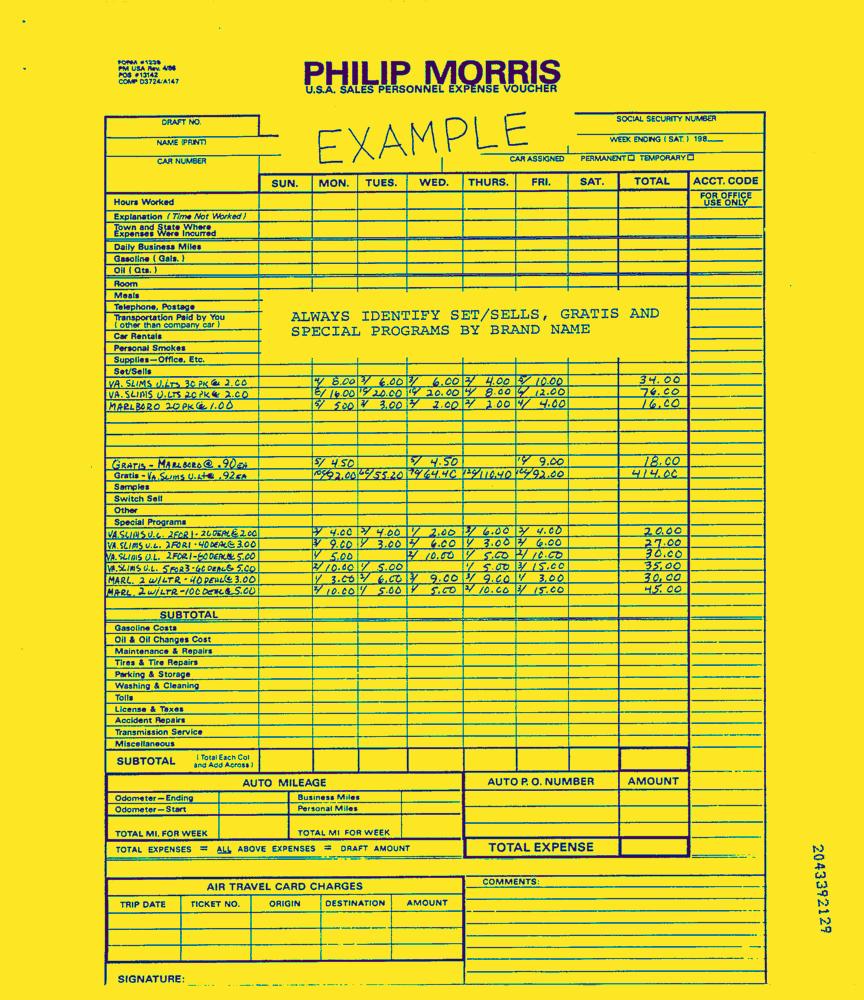 FORM #1239
PM USA Rev. 4/86
POS #13142
COMP D3724/A147
PHILIP MORRIS
U.S.A. SALES PERSONNEL EXPENSE VOUCHER
DRAFT NO.
SOCIAL SECURITY NUMBER
EXAMPLE
NAME (PRINT)
WEEK ENDING (SAT.) 198
CAR NUMBER
CAR ASSIGNED PERMANENT TEMPORARY
SUN. MON. TUES. WED. THURS. FRI. SAT. TOTAL ACCT. CODE
FOR OFFICE
USE ONLY
Hours Worked
Explanation (Time Not Worked)
Town and State Where
Expenses Were Incurred
Daily Business Miles
Gasoline (Gals.)
Oil (Qts.)
Room
Meals
Telephone, Postage
Transportation Paid by You
(other than company car)
ALWAYS IDENTIFY SET/SELLS, GRATIS AND
SPECIAL PROGRAMS BY BRAND NAME
Car Rentals
Personal Smokes
Supplies—Office, Etc.
Set/Sells
VA. SLIMS U.LTS 30 PK @ 2.00 4/ 8.00 3/ 6.00 3/ 6.00 2/ 4.00 5/ 10.00 34.00
VA. SLIMS U.LTS 20 PK @ 2.00 8/ 16.00 10/ 20.00 10/ 20.00 4/ 8.00 6/ 12.00 76.00
MARLBORO 20 PK @ 1.00 5/ 5.00 3/ 3.00 2/ 2.00 2/ 2.00 4/ 4.00 16.00
GRATIS - MARLBORO @ .90 EA 5/ 4.50 5/ 4.50 10/ 9.00 18.00
Gratis - VA. SLIMS U.LT @ .92 EA 100/ 92.00 60/ 55.20 70/ 64.40 120/ 110.40 100/ 92.00 414.00
Samples
Switch Sell
Other
Special Programs
VA. SLIMS U.L. 2 FOR 1 - 20 DEAL @ 2.00 2/ 4.00 2/ 4.00 1/ 2.00 3/ 6.00 2/ 4.00 20.00
VA. SLIMS U.L. 2 FOR 1 - 40 DEAL @ 3.00 3/ 9.00 1/ 3.00 2/ 6.00 1/ 3.00 2/ 6.00 27.00
VA. SLIMS U.L. 2 FOR 1 - 60 DEAL @ 5.00 1/ 5.00 2/ 10.00 1/ 5.00 2/ 10.00 30.00
VA. SLIMS U.L. 5 FOR 3 - 60 DEAL @ 5.00 2/ 10.00 1/ 5.00 1/ 5.00 3/ 15.00 35.00
MARL. 2 W/LTR - 40 DEAL @ 3.00 1/ 3.00 2/ 6.00 3/ 9.00 3/ 9.00 1/ 3.00 30.00
MARL. 2 W/LTR - 100 DEAL @ 5.00 2/ 10.00 1/ 5.00 1/ 5.00 2/ 10.00 3/ 15.00 45.00
SUBTOTAL
Gasoline Costs
Oil & Oil Changes Cost
Maintenance & Repairs
Tires & Tire Repairs
Parking & Storage
Washing & Cleaning
Tolls
License & Taxes
Accident Repairs
Transmission Service
Miscellaneous
SUBTOTAL (Total Each Col
and Add Across)
AUTO MILEAGE AUTO P.O. NUMBER AMOUNT
Odometer—Ending Business Miles
Odometer—Start Personal Miles
TOTAL MI. FOR WEEK TOTAL MI FOR WEEK
TOTAL EXPENSES = ALL ABOVE EXPENSES = DRAFT AMOUNT TOTAL EXPENSE
AIR TRAVEL CARD CHARGES COMMENTS:
TRIP DATE TICKET NO. ORIGIN DESTINATION AMOUNT
SIGNATURE:
2043392129